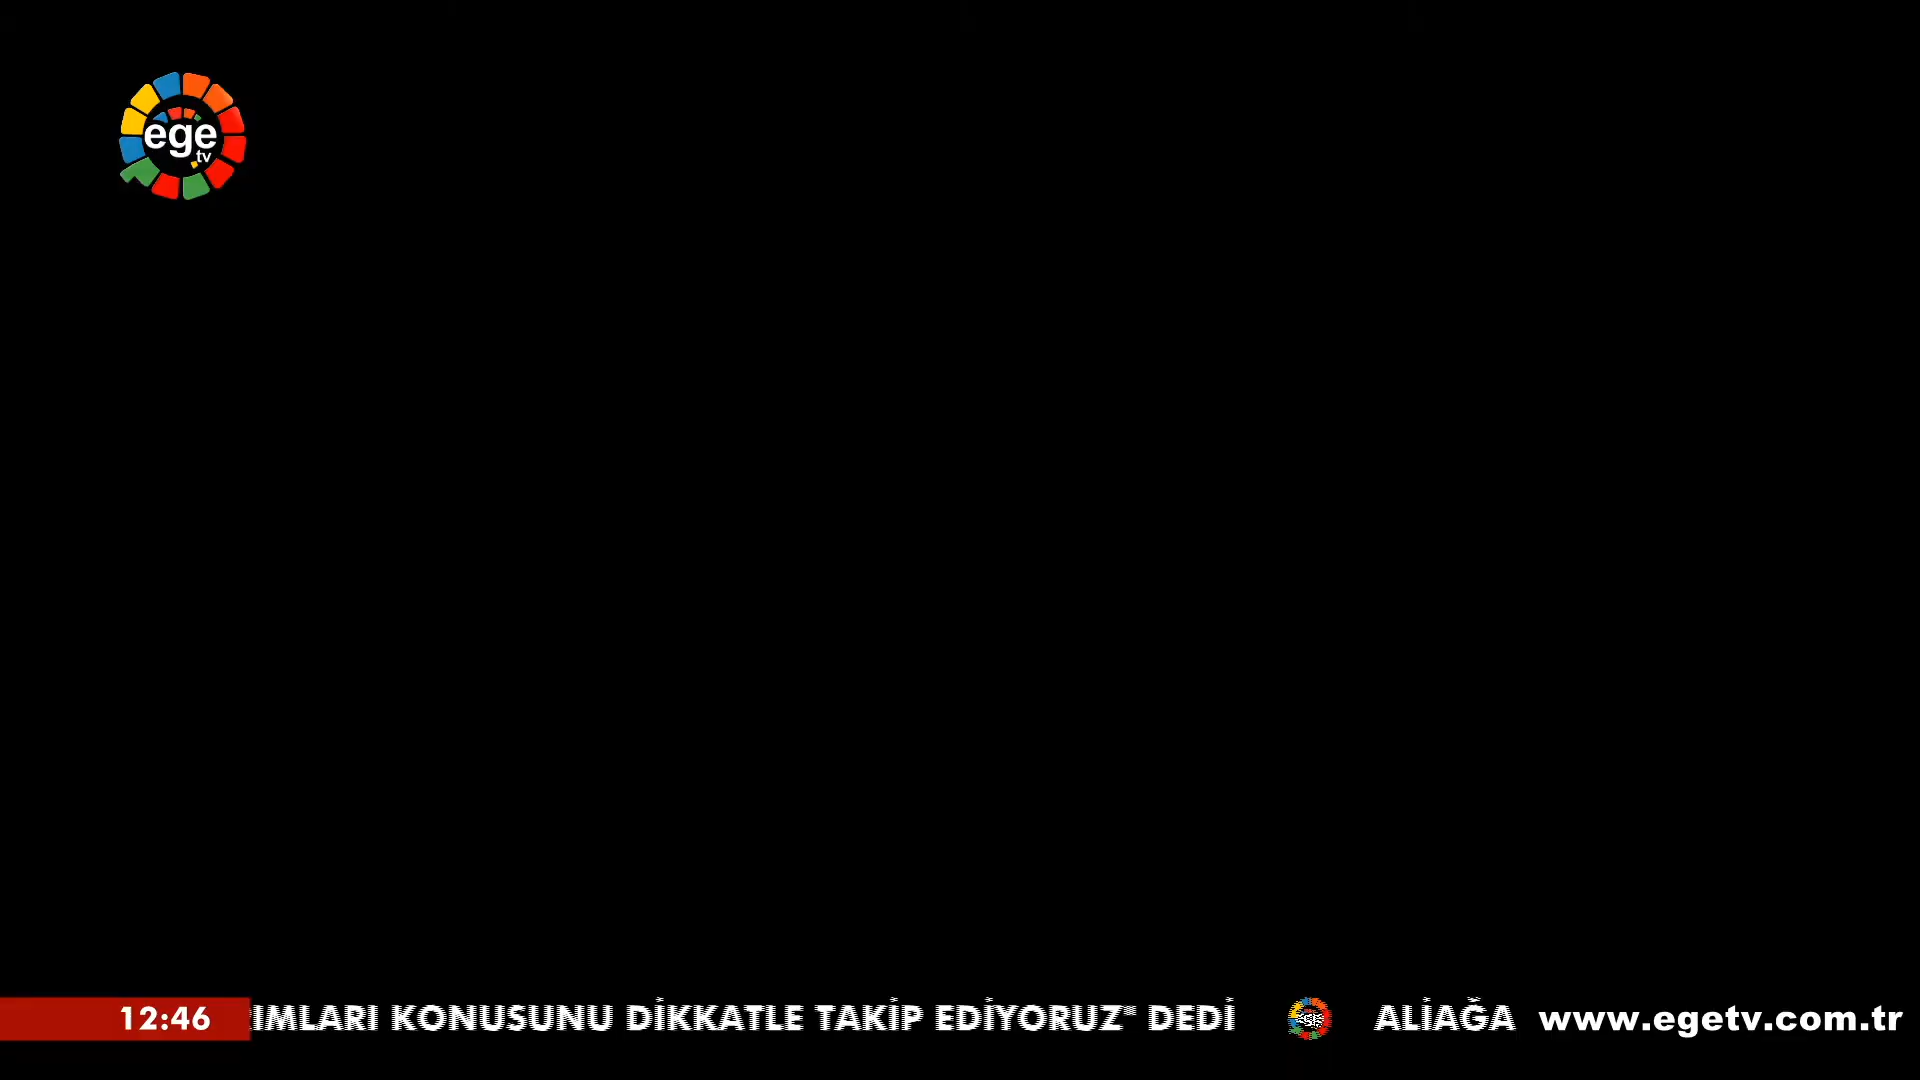 ege
tv
12:46 IMLARI KONUSUNU DİKKATLE TAKİP EDİYORUZ" DEDİ ALİAĞA www.egetv.com.tr